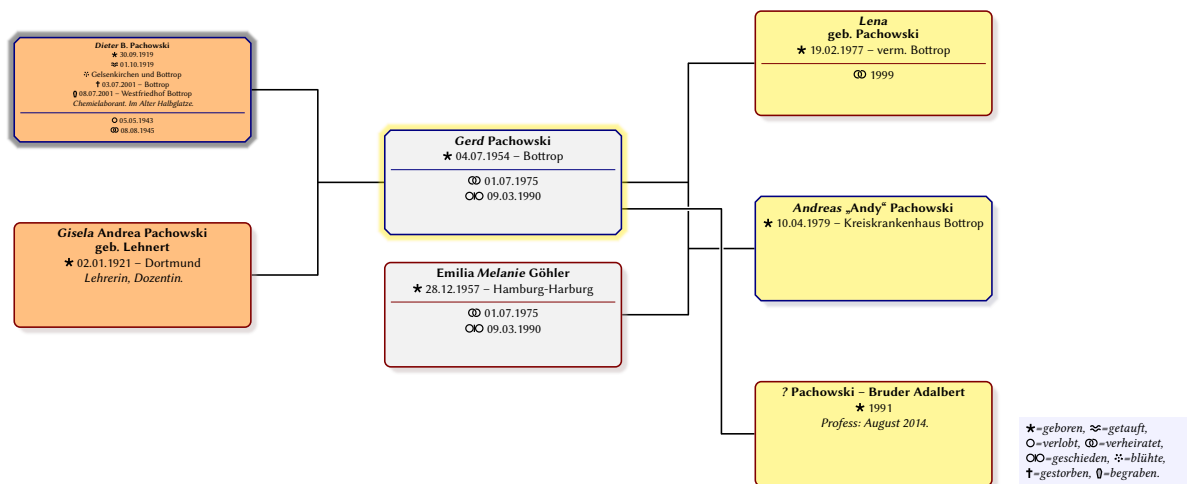 Dieter B. Pachowski
★ 30.09.1919
≈ 01.10.1919
⁘ Gelsenkirchen und Bottrop
✝ 03.07.2001 – Bottrop
⚰ 08.07.2001 – Westfriedhof Bottrop
Chemielaborant. Im Alter Halbglatze.
⚪ 05.05.1943
⚭ 08.08.1945
Gisela Andrea Pachowski
geb. Lehnert
★ 02.01.1921 – Dortmund
Lehrerin, Dozentin.
Gerd Pachowski
★ 04.07.1954 – Bottrop
⚭ 01.07.1975
⚮ 09.03.1990
Emilia Melanie Göhler
★ 28.12.1957 – Hamburg-Harburg
⚭ 01.07.1975
⚮ 09.03.1990
Lena
geb. Pachowski
★ 19.02.1977 – verm. Bottrop
⚭ 1999
Andreas „Andy“ Pachowski
★ 10.04.1979 – Kreiskrankenhaus Bottrop
? Pachowski – Bruder Adalbert
★ 1991
Profess: August 2014.
★=geboren, ≈=getauft,
⚪=verlobt, ⚭=verheiratet,
⚮=geschieden, ⁘=blühte,
✝=gestorben, ⚰=begraben.